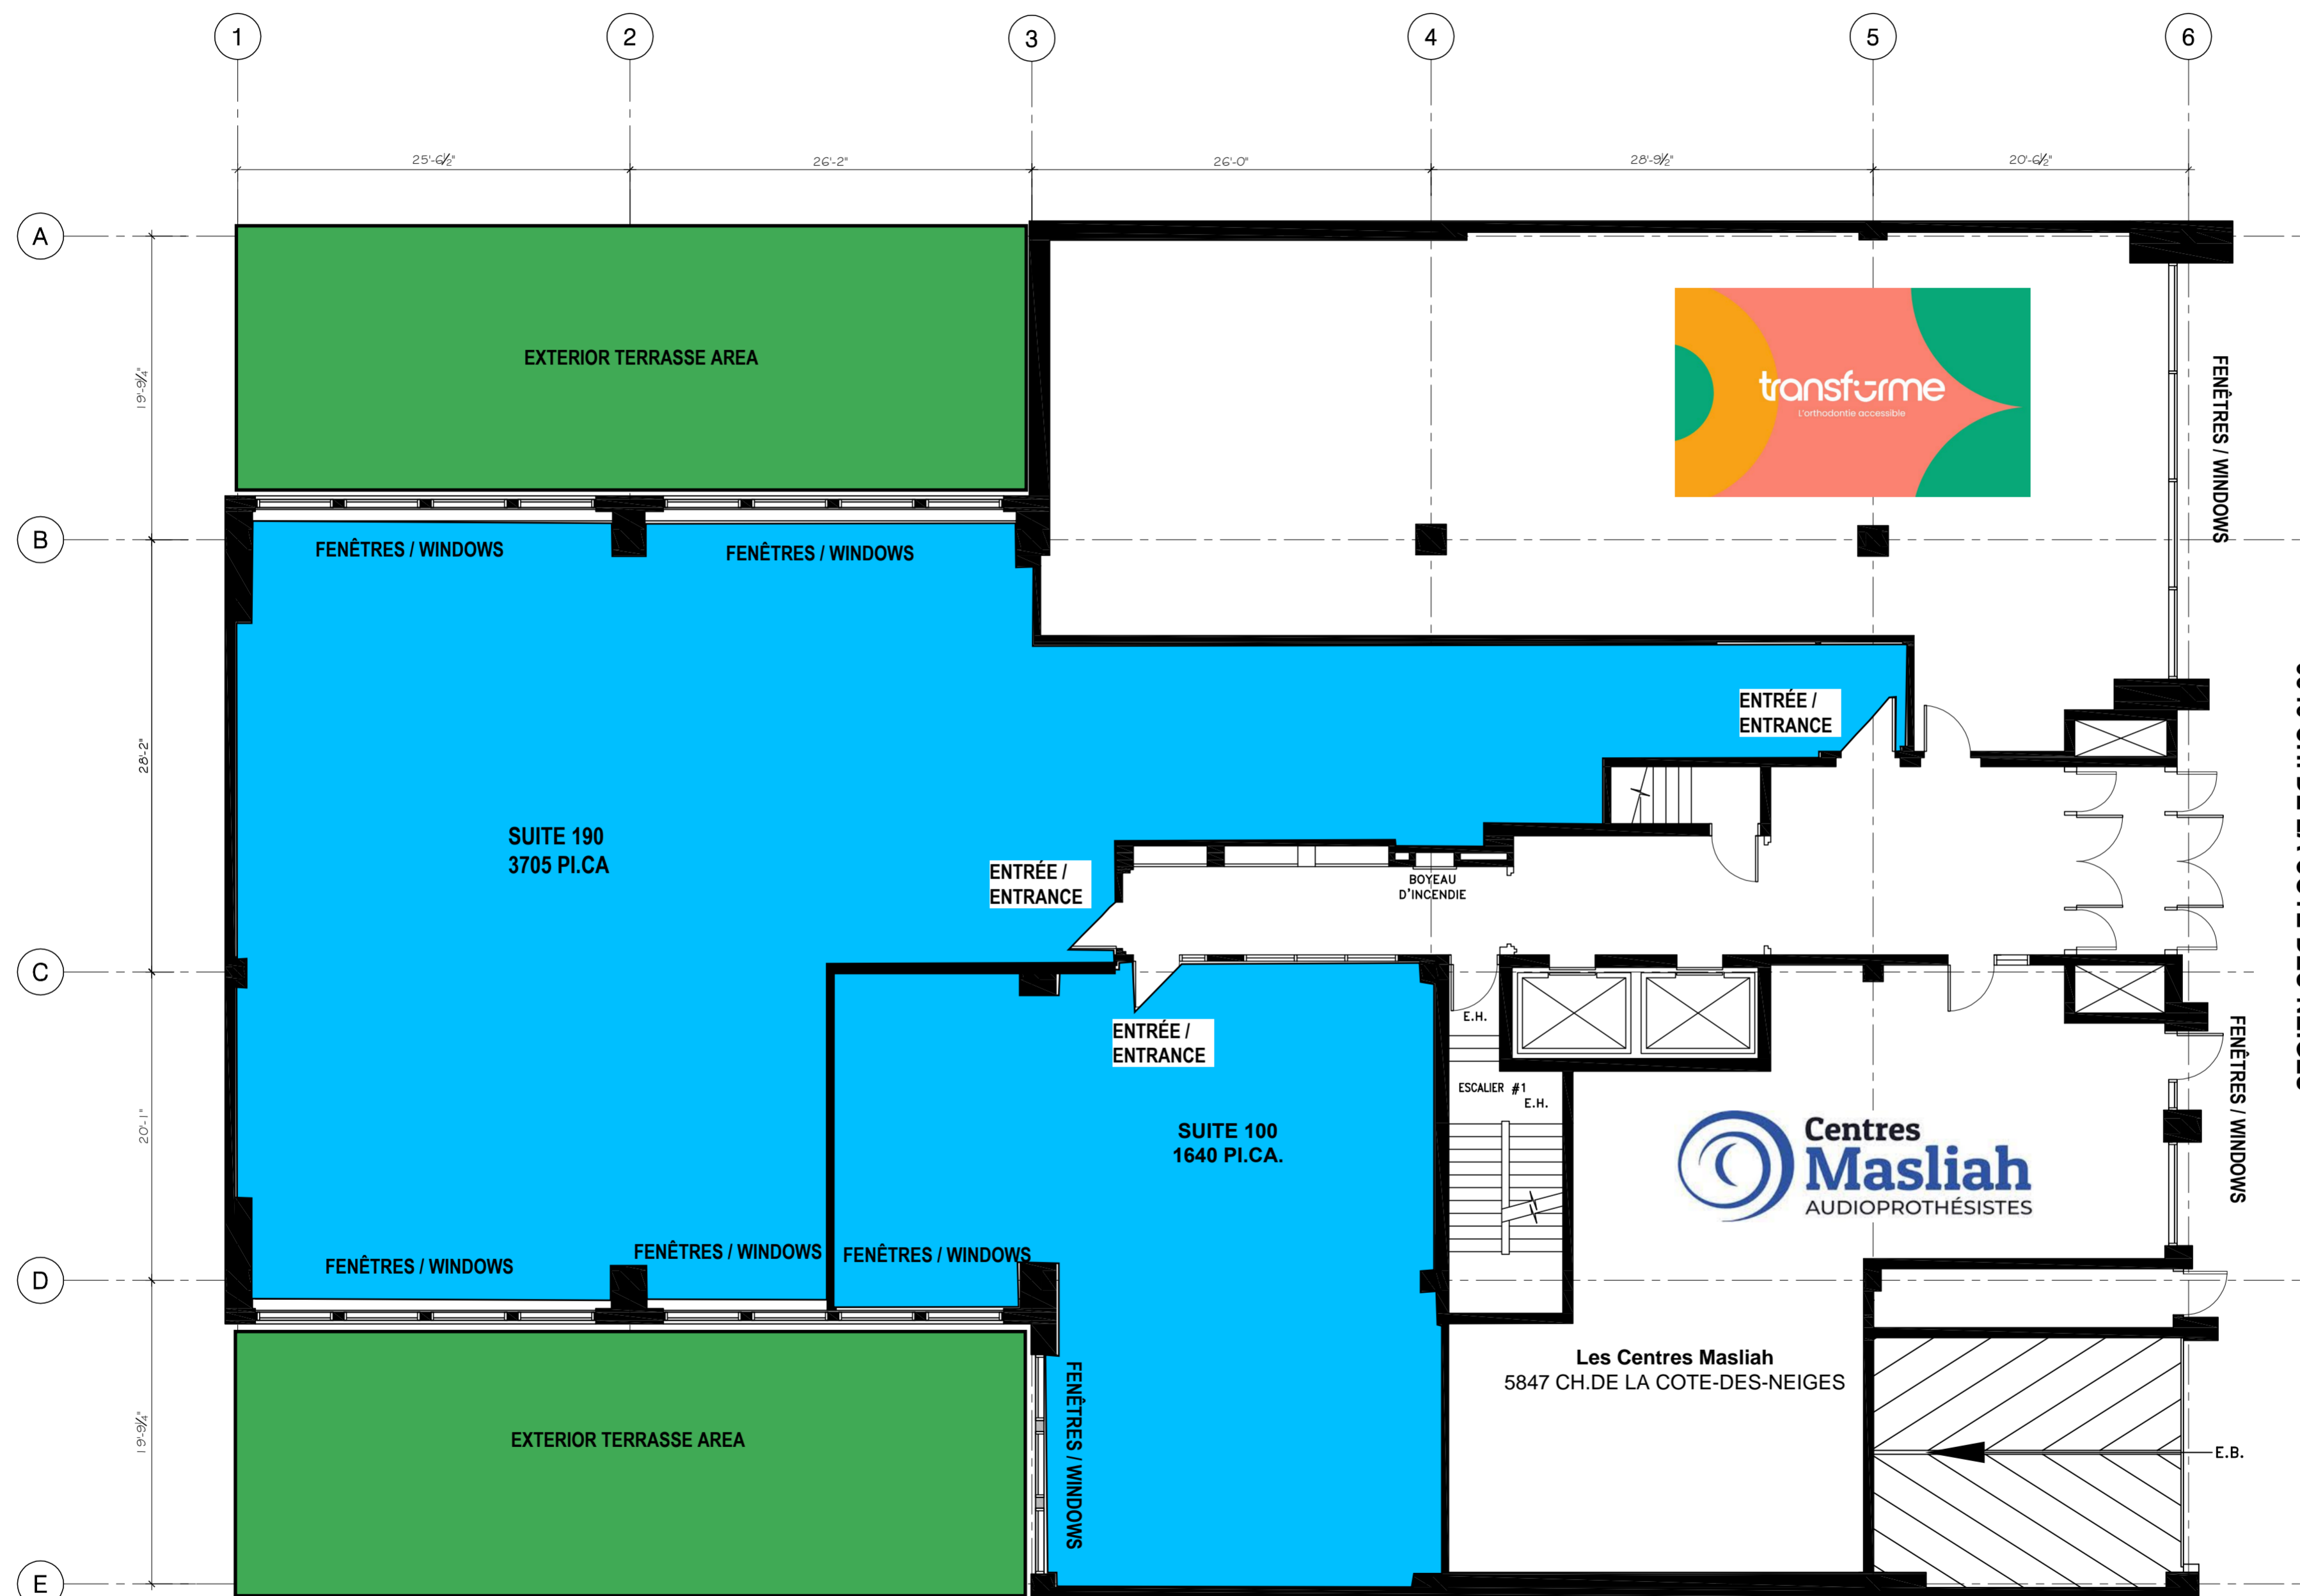 1
2
3
4
5
6
25'-6½"
26'-2"
26'-0"
28'-9½"
20'-6½"
A
19'-9¼"
EXTERIOR TERRASSE AREA
transforme
L'orthodontie accessible
FENÊTRES / WINDOWS
B
FENÊTRES / WINDOWS
FENÊTRES / WINDOWS
28'-2"
ENTRÉE /
ENTRANCE
SUITE 190
3705 PI.CA
ENTRÉE /
ENTRANCE
BOYEAU
D'INCENDIE
C
E.H.
ENTRÉE /
ENTRANCE
ESCALIER #1
E.H.
20'-1"
SUITE 100
1640 PI.CA.
Centres
Masliah
AUDIOPROTHÉSISTES
FENÊTRES / WINDOWS
FENÊTRES / WINDOWS
FENÊTRES / WINDOWS
FENÊTRES / WINDOWS
D
19'-9¼"
EXTERIOR TERRASSE AREA
FENÊTRES / WINDOWS
Les Centres Masliah
5847 CH.DE LA COTE-DES-NEIGES
E.B.
E